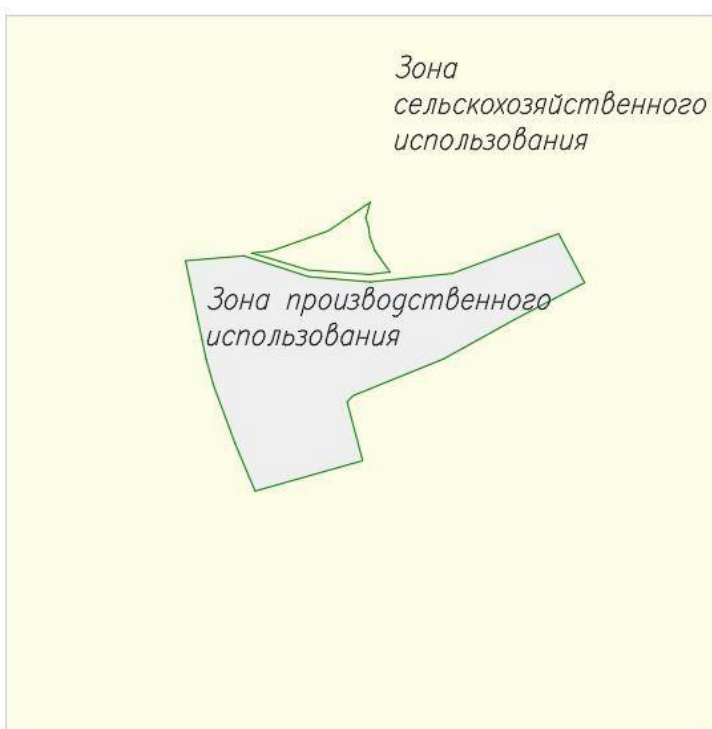 Зона
сельскохозяйственного
использования
Зона производственного
использования